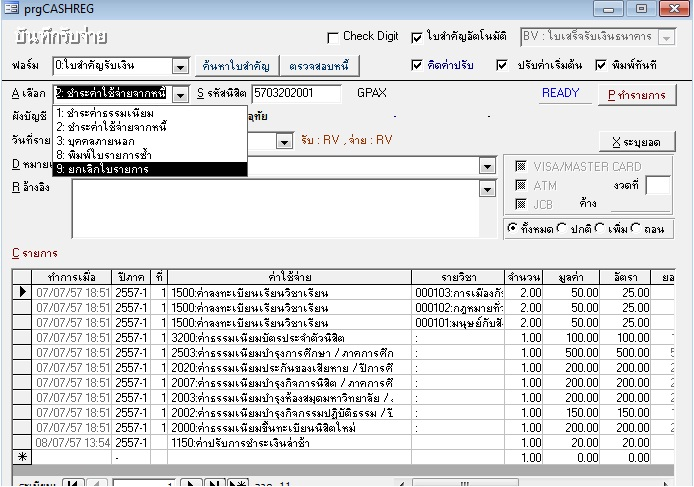 prgCASHREG
บันทึกรับจ่าย Check Digit ใบสำคัญอัตโนมัติ BV : ใบเสร็จรับเงินธนาคาร
ฟอร์ม 0:ใบสำคัญรับเงิน ค้นหาใบสำคัญ ตรวจสอบหนี้ คิดค่าปรับ ปรับค่าเริ่มต้น พิมพ์ทันที
A เลือก 2: ชำระค่าใช้จ่ายจากหนี้ S รหัสนิสิต 5703202001 GPAX READY P ทำรายการ
ผังบัญชี 1: ชำระค่าธรรมเนียม - -
2: ชำระค่าใช้จ่ายจากหนี้
วันที่ราย 3: บุคคลภายนอก รับ : RV , จ่าย : RV X ระบุยอด
8: พิมพ์ใบรายการซ้ำ
D หมายเ 9: ยกเลิกใบรายการ VISA/MASTER CARD
R อ้างอิง ATM งวดที่
JCB ค้าง
ทั้งหมด ปกติ เพิ่ม ถอน
C รายการ
ทำการเมื่อ ปีภาค ที่ ค่าใช้จ่าย รายวิชา จำนวน มูลค่า อัตรา ยอ
07/07/57 18:51 2557-1 1 1500:ค่าลงทะเบียนเรียนวิชาเรียน 000103:การเมืองกั 2.00 50.00 25.00
07/07/57 18:51 2557-1 1 1500:ค่าลงทะเบียนเรียนวิชาเรียน 000102:กฎหมายทั่ 2.00 50.00 25.00
07/07/57 18:51 2557-1 1 1500:ค่าลงทะเบียนเรียนวิชาเรียน 000101:มนุษย์กับสิ 2.00 50.00 25.00
07/07/57 18:51 2557-1 1 3200:ค่าธรรมเนียมบัตรประจำตัวนิสิต : 1.00 100.00 100.00
07/07/57 18:51 2557-1 1 2503:ค่าธรรมเนียมบำรุงการศึกษา / ภาคการศึก : 1.00 500.00 500.00 5
07/07/57 18:51 2557-1 1 2020:ค่าธรรมเนียมประกันของเสียหาย / ปีการศึ : 1.00 200.00 200.00 2
07/07/57 18:51 2557-1 1 2007:ค่าธรรมเนียมบำรุงกิจการนิสิต / ภาคการศึ : 1.00 200.00 200.00 2
07/07/57 18:51 2557-1 1 2003:ค่าธรรมเนียมบำรุงห้องสมุดมหาวิทยาลัย / : 1.00 200.00 200.00 2
07/07/57 18:51 2557-1 1 2002:ค่าธรรมเนียมบำรุงกิจกรรมปฏิบัติธรรม / ปี : 1.00 150.00 150.00 1
07/07/57 18:51 2557-1 1 2000:ค่าธรรมเนียมขึ้นทะเบียนนิสิตใหม่ : 1.00 200.00 200.00 2
08/07/57 13:54 2557-1 1150:ค่าปรับการชำระเงินล่าช้า 1.00 20.00 20.00
- 1.00 0.00 0.00